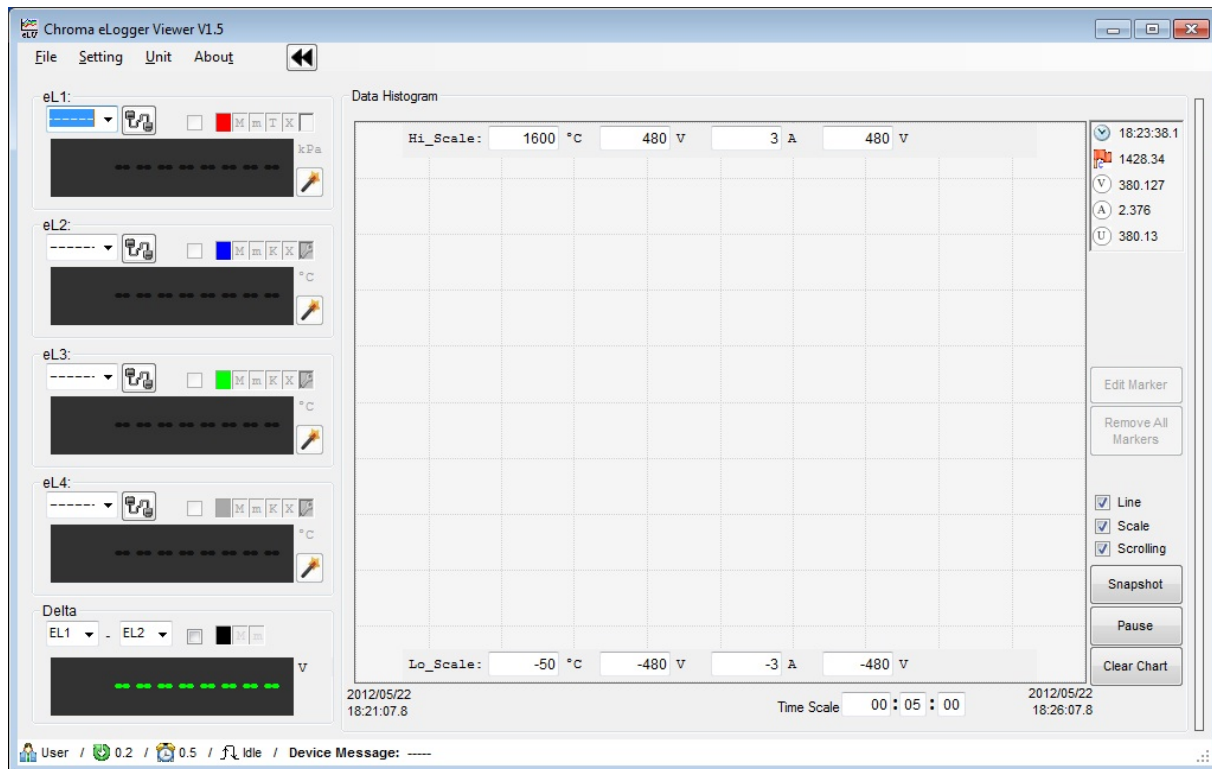 Chroma eLogger Viewer V1.5
File Setting Unit About
eL1:
------
M m T X
kPa
-- -- -- -- -- -- -- --
eL2:
------
M m K X
°C
-- -- -- -- -- -- -- --
eL3:
------
M m K X
°C
-- -- -- -- -- -- -- --
eL4:
------
M m K X
°C
-- -- -- -- -- -- -- --
Delta
EL1 - EL2
M m
V
-- -- -- -- -- -- -- --
Data Histogram
Hi_Scale: 1600 °C 480 V 3 A 480 V
Lo_Scale: -50 °C -480 V -3 A -480 V
2012/05/22
18:21:07.8
Time Scale 00 : 05 : 00
2012/05/22
18:26:07.8
18:23:38.1
°C 1428.34
V 380.127
A 2.376
U 380.13
Edit Marker
Remove All
Markers
Line
Scale
Scrolling
Snapshot
Pause
Clear Chart
User / 0.2 / 0.5 / Idle / Device Message: -----